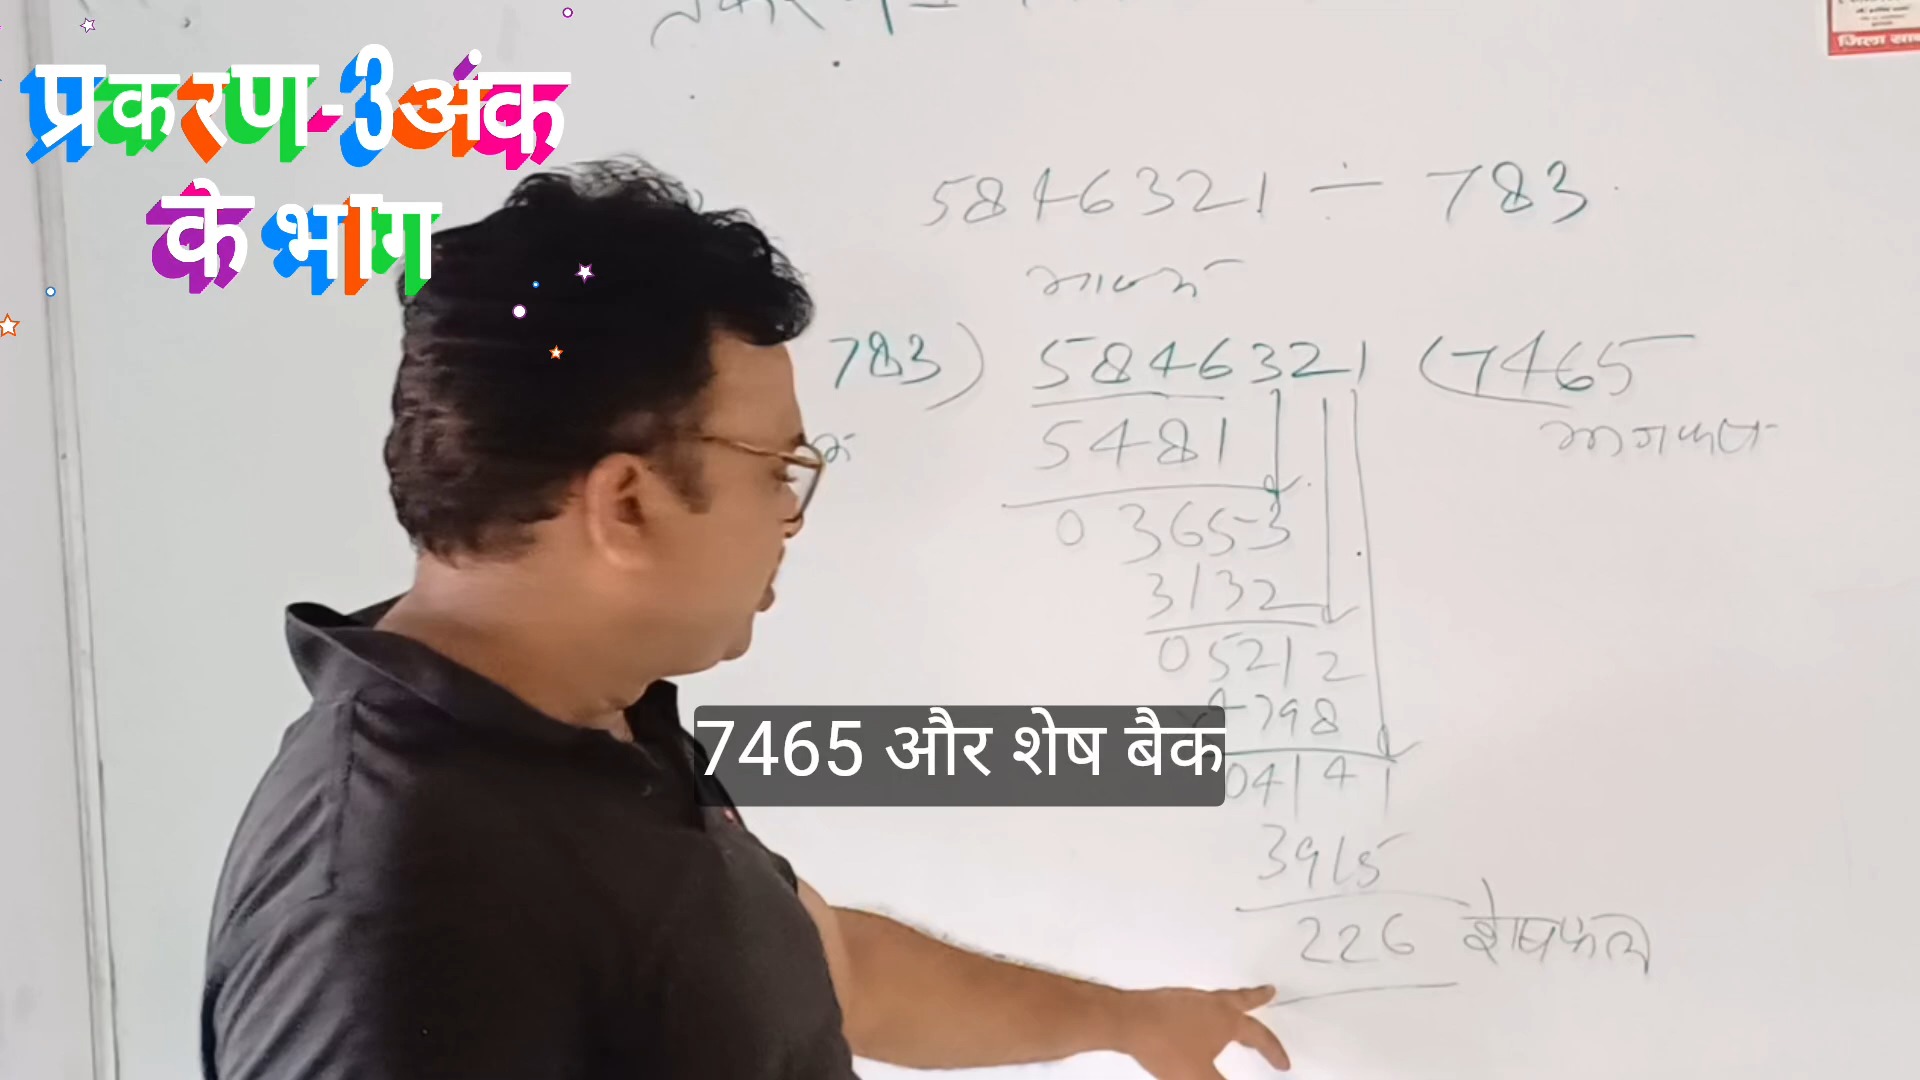 प्रकरण-3अंक
के भाग
जिला
5846321 ÷ 783
भाज्य
783) 5846321 (7465
5481
भागफल
03653
3132
05212
4798
7465 और शेष बैक
04141
3915
226 शेषफल